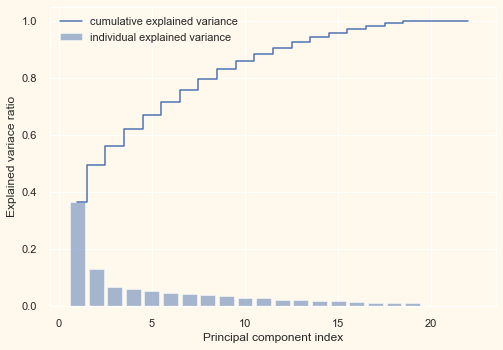 cumulative explained variance
individual explained variance
1.0
0.8
0.6
0.4
0.2
0.0
Explained variace ratio
0
5
10
15
20
Principal component index